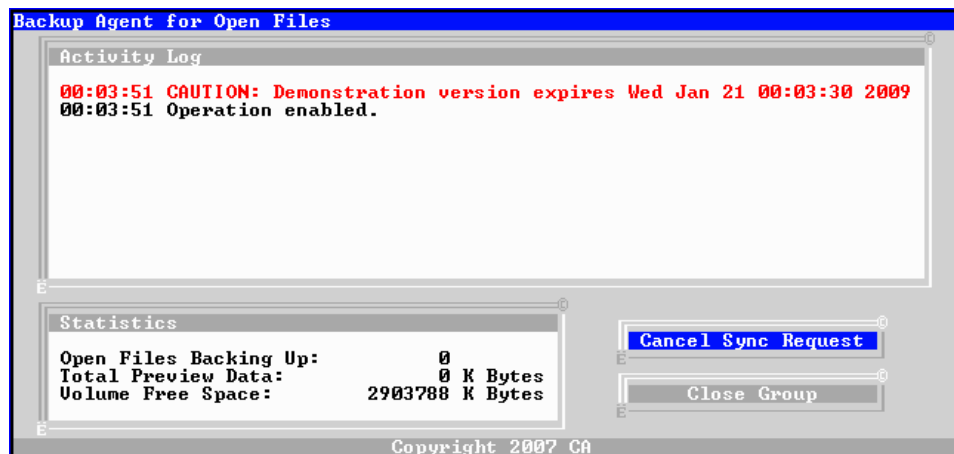 Backup Agent for Open Files
Activity Log
00:03:51 CAUTION: Demonstration version expires Wed Jan 21 00:03:30 2009
00:03:51 Operation enabled.
Statistics
Open Files Backing Up: 0
Total Preview Data: 0 K Bytes
Volume Free Space: 2903788 K Bytes
Cancel Sync Request
Close Group
Copyright 2007 CA